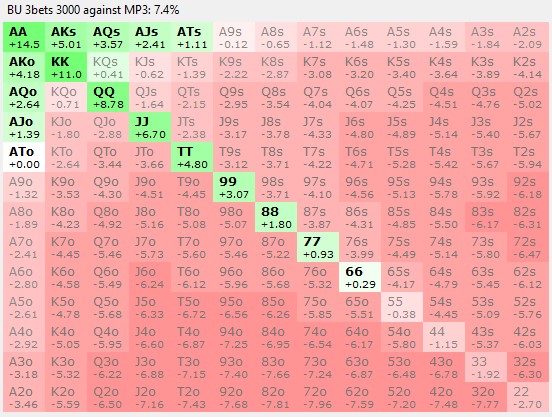 BU 3bets 3000 against MP3: 7.4%
AA AKs AQs AJs ATs A9s A8s A7s A6s A5s A4s A3s A2s
+14.5 +5.01 +3.57 +2.41 +1.11 -0.12 -0.65 -1.12 -1.48 -1.30 -1.59 -1.84 -2.09
AKo KK KQs KJs KTs K9s K8s K7s K6s K5s K4s K3s K2s
+4.18 +11.0 +0.41 -0.62 -1.39 -2.22 -2.87 -3.08 -3.20 -3.40 -3.64 -3.89 -4.14
AQo KQo QQ QJs QTs Q9s Q8s Q7s Q6s Q5s Q4s Q3s Q2s
+2.64 -0.71 +8.78 -1.64 -2.15 -2.95 -3.54 -4.04 -4.07 -4.25 -4.51 -4.76 -5.02
AJo KJo QJo JJ JTs J9s J8s J7s J6s J5s J4s J3s J2s
+1.39 -1.80 -2.88 +6.70 -2.38 -3.17 -3.78 -4.33 -4.80 -4.89 -5.14 -5.40 -5.67
ATo KTo QTo JTo TT T9s T8s T7s T6s T5s T4s T3s T2s
+0.00 -2.64 -3.44 -3.66 +4.80 -3.12 -3.71 -4.22 -4.71 -5.28 -5.42 -5.67 -5.94
A9o K9o Q9o J9o T9o 99 98s 97s 96s 95s 94s 93s 92s
-1.32 -3.53 -4.30 -4.51 -4.45 +3.07 -3.71 -4.10 -4.56 -5.13 -5.78 -5.92 -6.18
A8o K8o Q8o J8o T8o 98o 88 87s 86s 85s 84s 83s 82s
-1.89 -4.23 -4.92 -5.16 -5.08 -5.07 +1.80 -3.87 -4.31 -4.85 -5.50 -6.17 -6.31
A7o K7o Q7o J7o T7o 97o 87o 77 76s 75s 74s 73s 72s
-2.41 -4.45 -5.46 -5.73 -5.60 -5.46 -5.22 +0.93 -3.99 -4.49 -5.14 -5.80 -6.47
A6o K6o Q6o J6o T6o 96o 86o 76o 66 65s 64s 63s 62s
-2.80 -4.58 -5.49 -6.24 -6.12 -5.96 -5.68 -5.32 +0.29 -4.17 -4.79 -5.45 -6.12
A5o K5o Q5o J5o T5o 95o 85o 75o 65o 55 54s 53s 52s
-2.61 -4.78 -5.68 -6.33 -6.72 -6.56 -6.26 -5.85 -5.51 -0.38 -4.45 -5.09 -5.76
A4o K4o Q4o J4o T4o 94o 84o 74o 64o 54o 44 43s 42s
-2.92 -5.05 -5.95 -6.60 -6.87 -7.25 -6.95 -6.54 -6.17 -5.80 -1.15 -5.37 -6.03
A3o K3o Q3o J3o T3o 93o 83o 73o 63o 53o 43o 33 32s
-3.18 -5.32 -6.22 -6.88 -7.15 -7.40 -7.66 -7.24 -6.87 -6.48 -6.78 -1.92 -6.30
A2o K2o Q2o J2o T2o 92o 82o 72o 62o 52o 42o 32o 22
-3.46 -5.59 -6.50 -7.16 -7.43 -7.68 -7.81 -7.96 -7.59 -7.20 -7.48 -7.77 -2.70